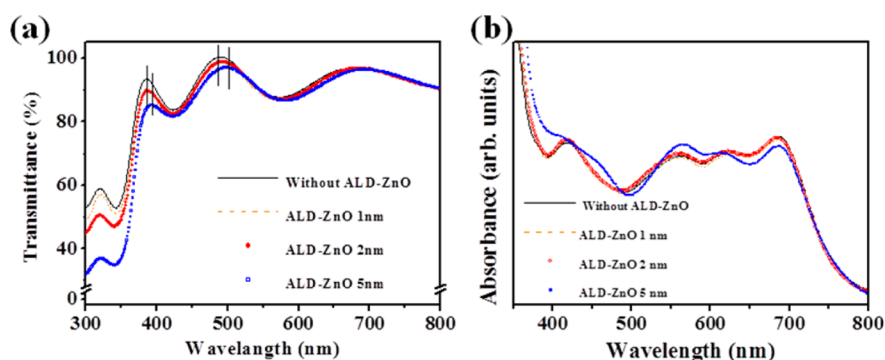 (a)
100
80
60
40
0
Transmittance (%)
Without ALD-ZnO
ALD-ZnO 1nm
ALD-ZnO 2nm
ALD-ZnO 5nm
300 400 500 600 700 800
Wavelangth (nm)
(b)
Absorbance (arb. units)
Without ALD-ZnO
ALD-ZnO 1 nm
ALD-ZnO 2 nm
ALD-ZnO 5 nm
400 500 600 700 800
Wavelength (nm)